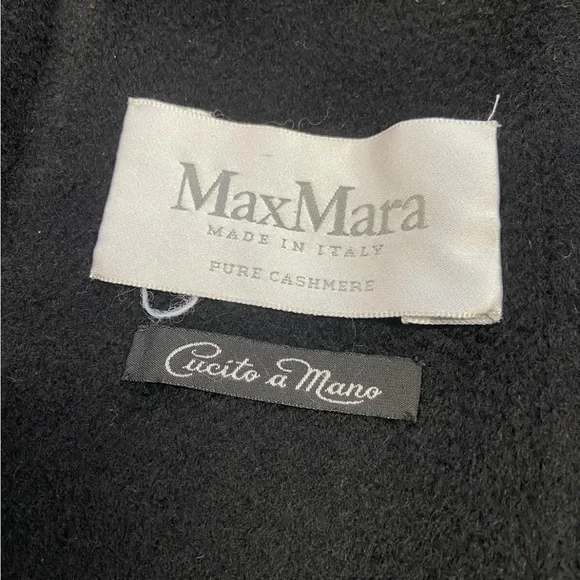 MaxMara
MADE IN ITALY
PURE CASHMERE
Cucito a Mano